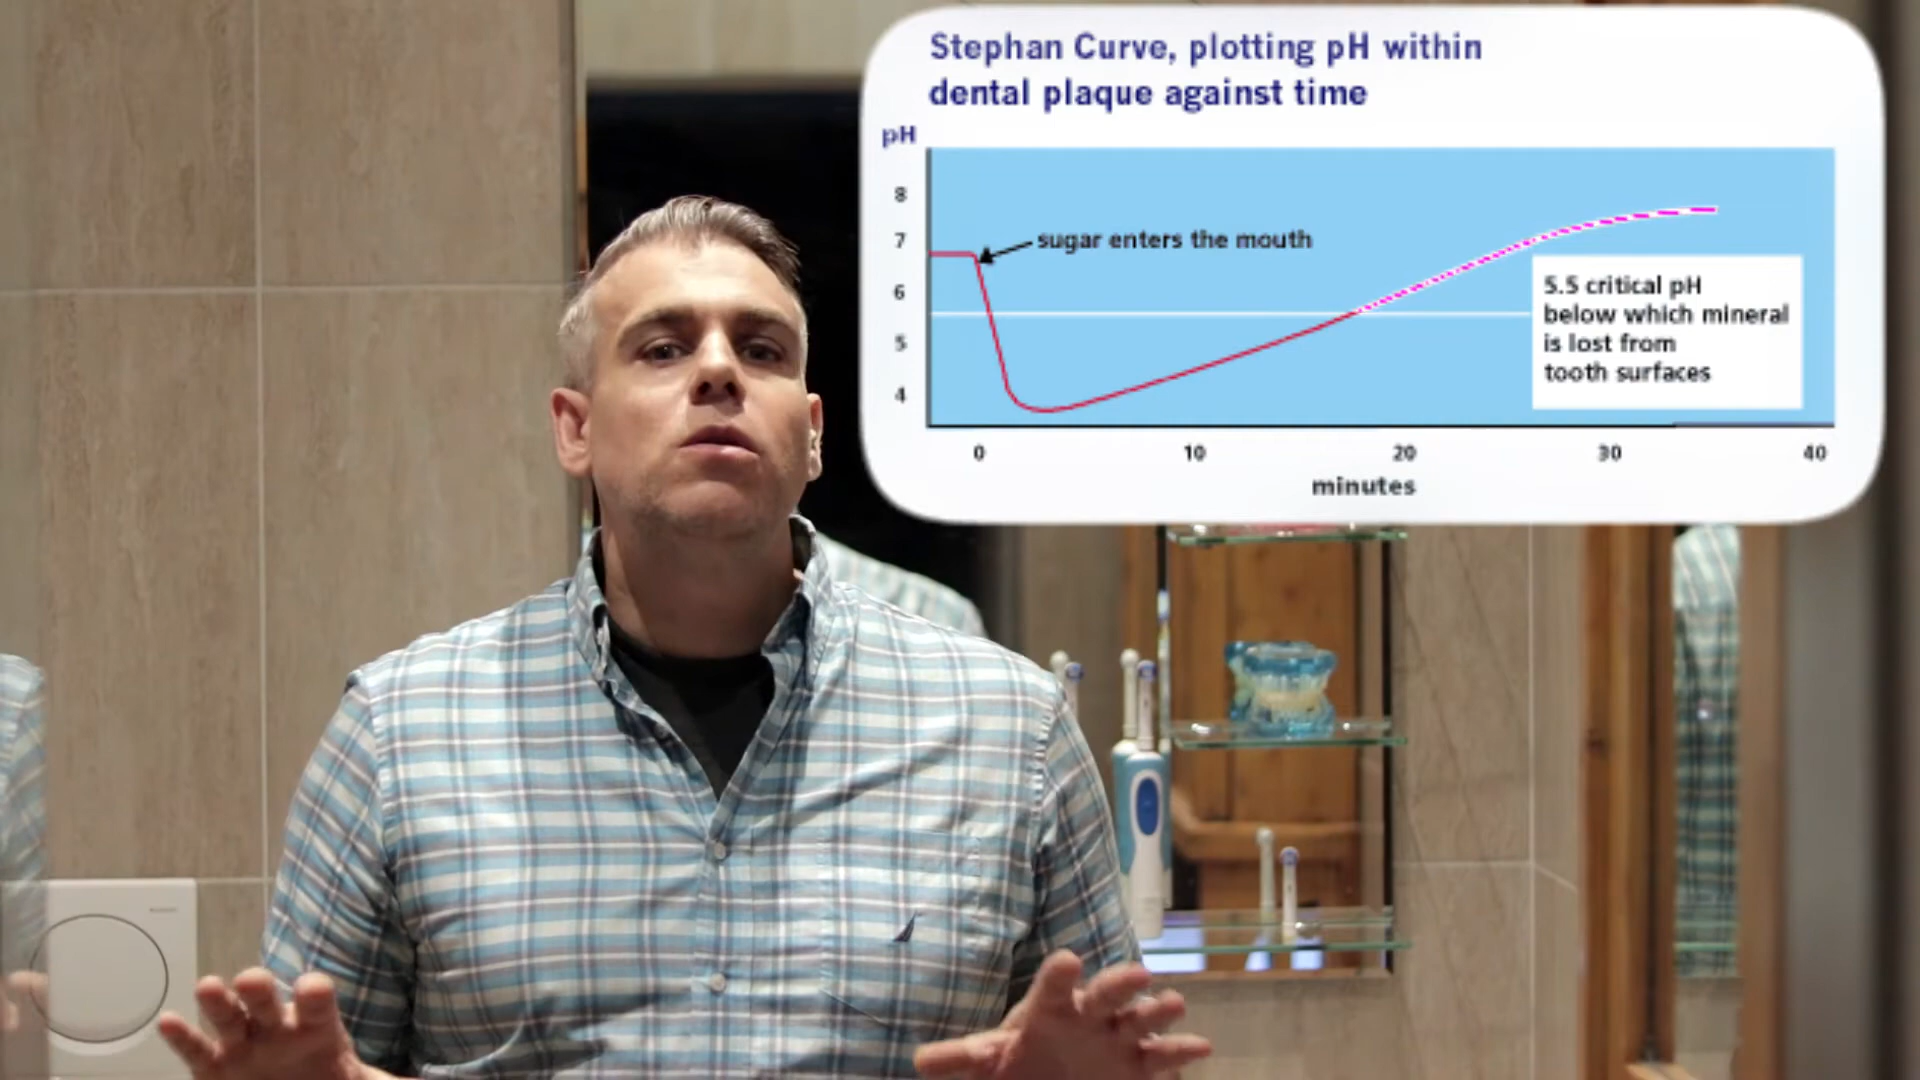 Stephan Curve, plotting pH within
dental plaque against time
pH
8
7
6
5
4
sugar enters the mouth
5.5 critical pH
below which mineral
is lost from
tooth surfaces
0 10 20 30 40
minutes